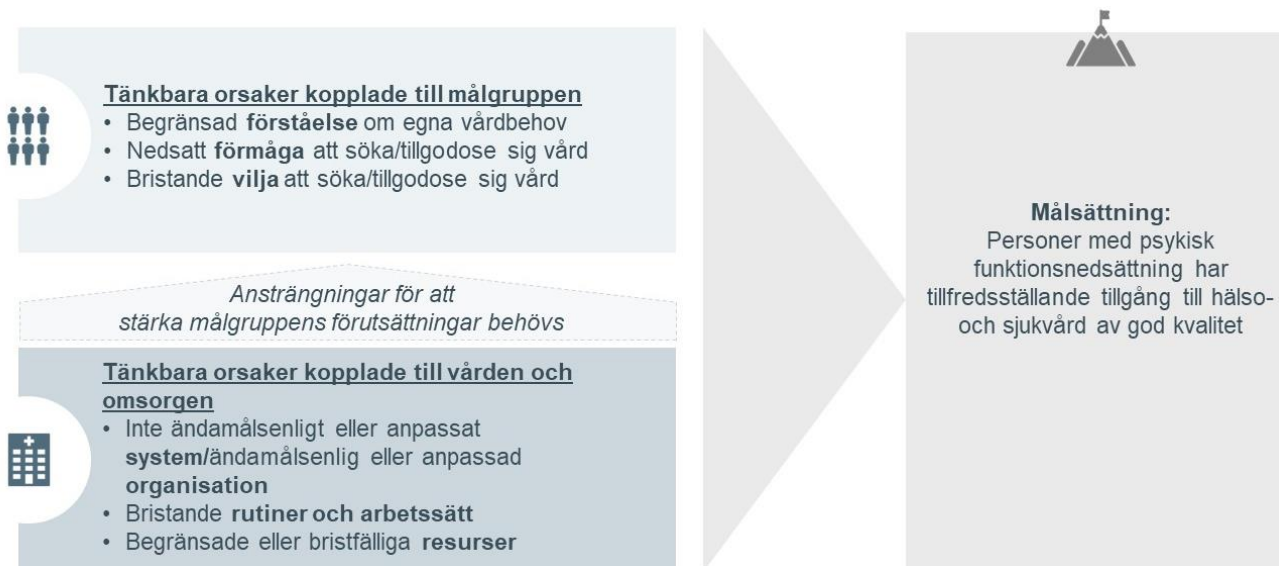 Tänkbara orsaker kopplade till målgruppen
• Begränsad förståelse om egna vårdbehov
• Nedsatt förmåga att söka/tillgodose sig vård
• Bristande vilja att söka/tillgodose sig vård
Ansträngningar för att
stärka målgruppens förutsättningar behövs
Tänkbara orsaker kopplade till vården och
omsorgen
• Inte ändamålsenligt eller anpassat
system/ändamålsenlig eller anpassad
organisation
• Bristande rutiner och arbetssätt
• Begränsade eller bristfälliga resurser
Målsättning:
Personer med psykisk
funktionsnedsättning har
tillfredsställande tillgång till hälso-
och sjukvård av god kvalitet